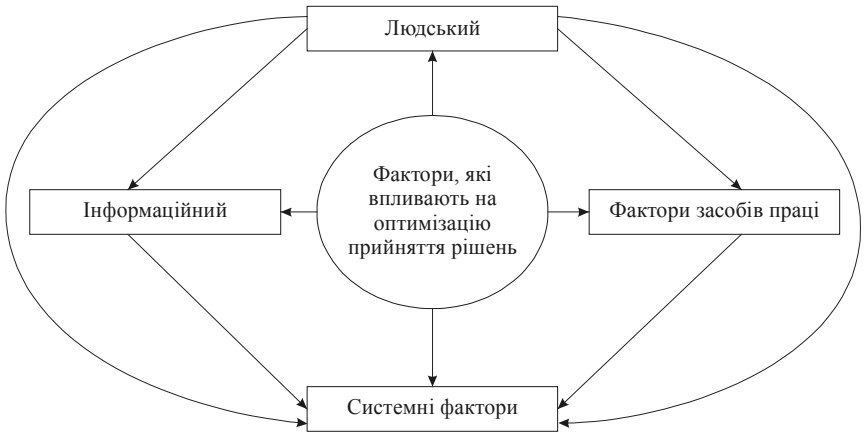 Людський
Фактори, які
впливають на
оптимізацію
прийняття рішень
Інформаційний
Фактори засобів праці
Системні фактори